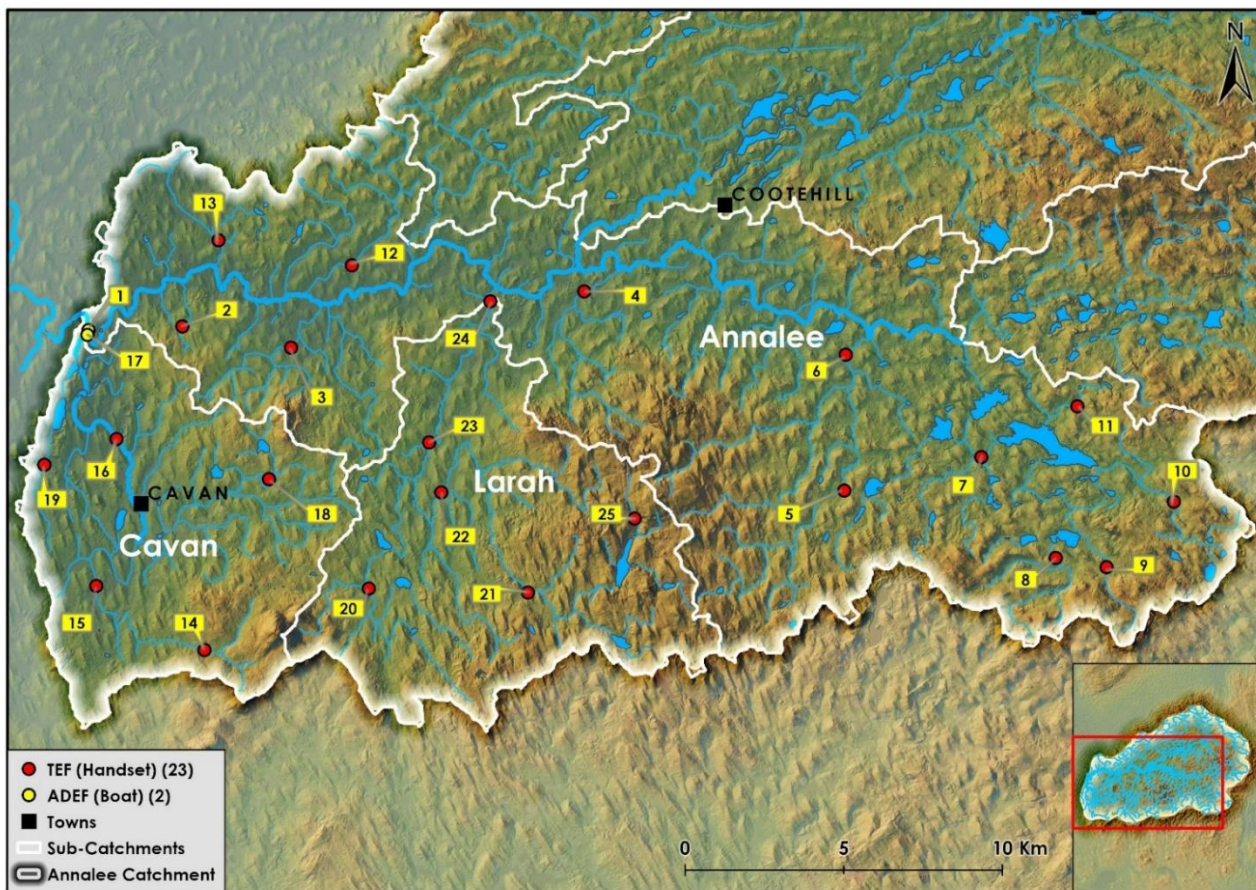 N
COOTEHILL
13
12
1
2
4
24
Annalee
17
6
3
23
11
16
Larah
10
19
CAVAN
7
18
25
5
Cavan
22
8
9
20
21
15
14
TEF (Handset) (23)
ADEF (Boat) (2)
Towns
Sub-Catchments
Annalee Catchment
0 5 10 Km